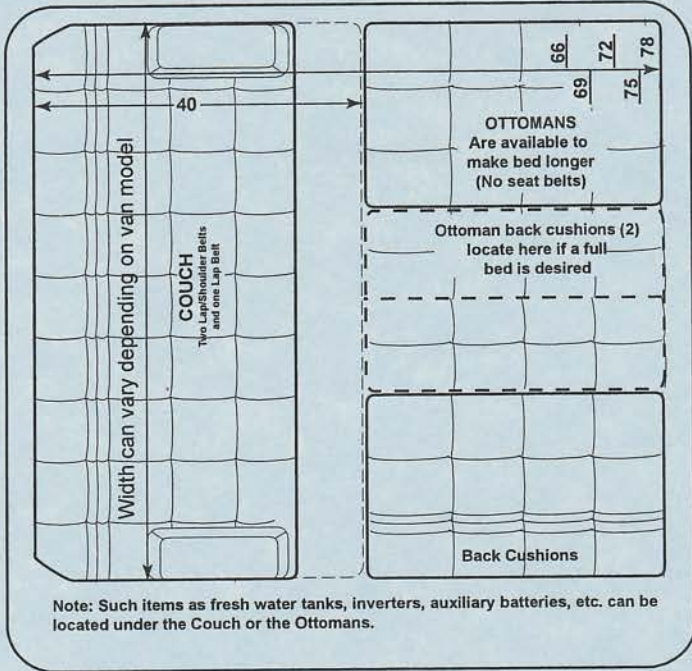 66
72
78
69
75
40
OTTOMANS
Are available to
make bed longer
(No seat belts)
Width can vary depending on van model
COUCH
Two Lap/Shoulder Belts
and one Lap Belt
Ottoman back cushions (2)
locate here if a full
bed is desired
Back Cushions
Note: Such items as fresh water tanks, inverters, auxiliary batteries, etc. can be
located under the Couch or the Ottomans.